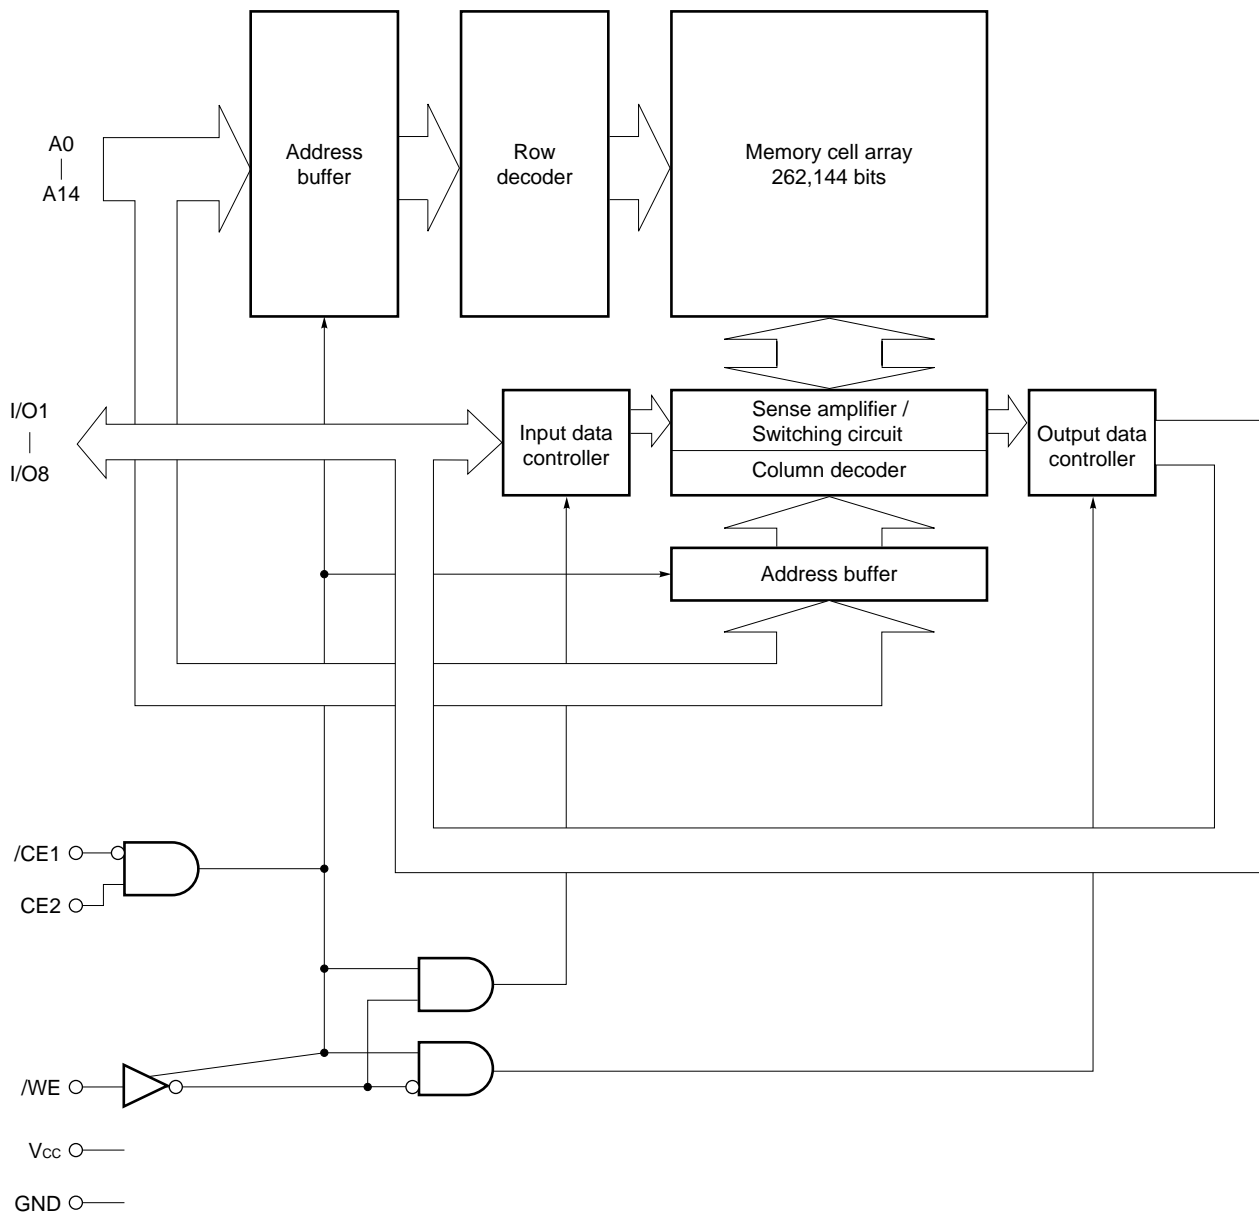 A0
A14
Address
buffer
Row
decoder
Memory cell array
262,144 bits
I/O1
I/O8
Input data
controller
Sense amplifier /
Switching circuit
Column decoder
Output data
controller
Address buffer
/CE1
CE2
/WE
VCC
GND